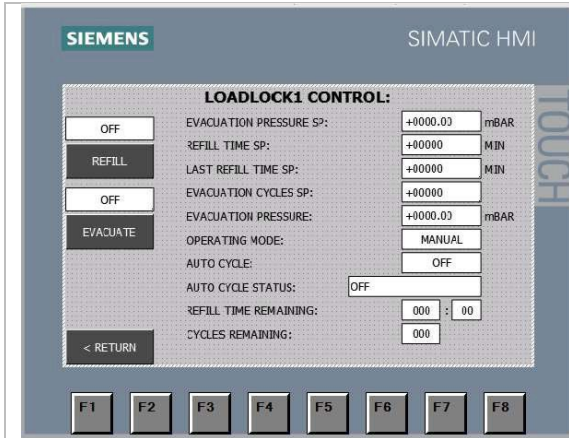 SIEMENS SIMATIC HMI
TOUCH
LOADLOCK1 CONTROL:
OFF
REFILL
OFF
EVACUATE
< RETURN
EVACUATION PRESSURE SP: +0000.00 mBAR
REFILL TIME SP: +00000 MIN
LAST REFILL TIME SP: +00000 MIN
EVACUATION CYCLES SP: +00000
EVACUATION PRESSURE: +0000.00 mBAR
OPERATING MODE: MANUAL
AUTO CYCLE: OFF
AUTO CYCLE STATUS: OFF
REFILL TIME REMAINING: 000 : 00
CYCLES REMAINING: 000
F1 F2 F3 F4 F5 F6 F7 F8